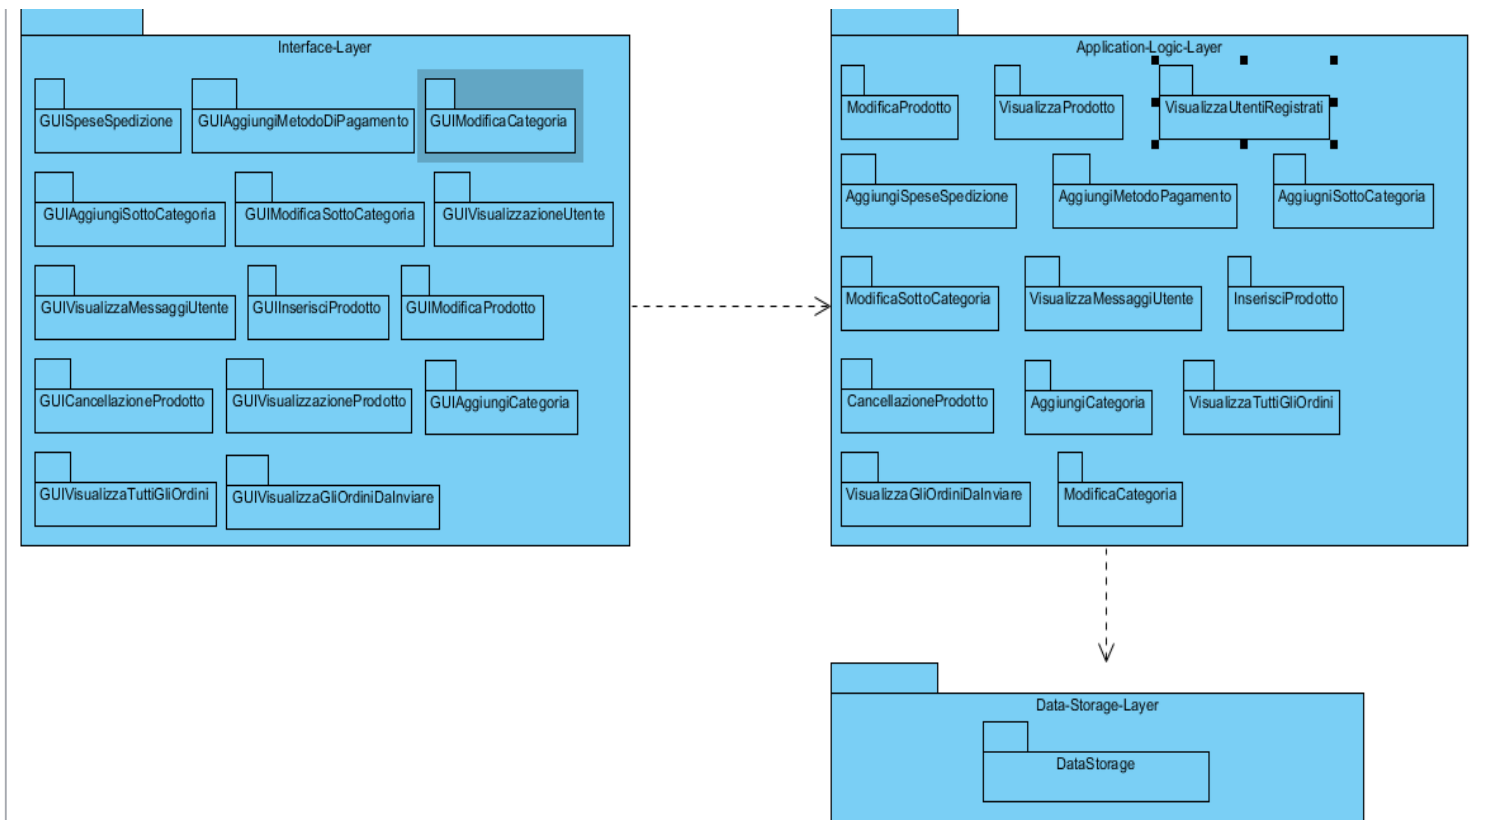 Interface-Layer
GUISpeseSpedizione
GUIAggiungiMetodoDiPagamento
GUIModificaCategoria
GUIAggiungiSottoCategoria
GUIModificaSottoCategoria
GUIVisualizzazioneUtente
GUIVisualizzaMessaggiUtente
GUIInserisciProdotto
GUIModificaProdotto
GUICancellazioneProdotto
GUIVisualizzazioneProdotto
GUIAggiungiCategoria
GUIVisualizzaTuttiGliOrdini
GUIVisualizzaGliOrdiniDaInviare
Application-Logic-Layer
ModificaProdotto
VisualizzaProdotto
VisualizzaUtentiRegistrati
AggiungiSpeseSpedizione
AggiungiMetodoPagamento
AggiugniSottoCategoria
ModificaSottoCategoria
VisualizzaMessaggiUtente
InserisciProdotto
CancellazioneProdotto
AggiungiCategoria
VisualizzaTuttiGliOrdini
VisualizzaGliOrdiniDaInviare
ModificaCategoria
Data-Storage-Layer
DataStorage